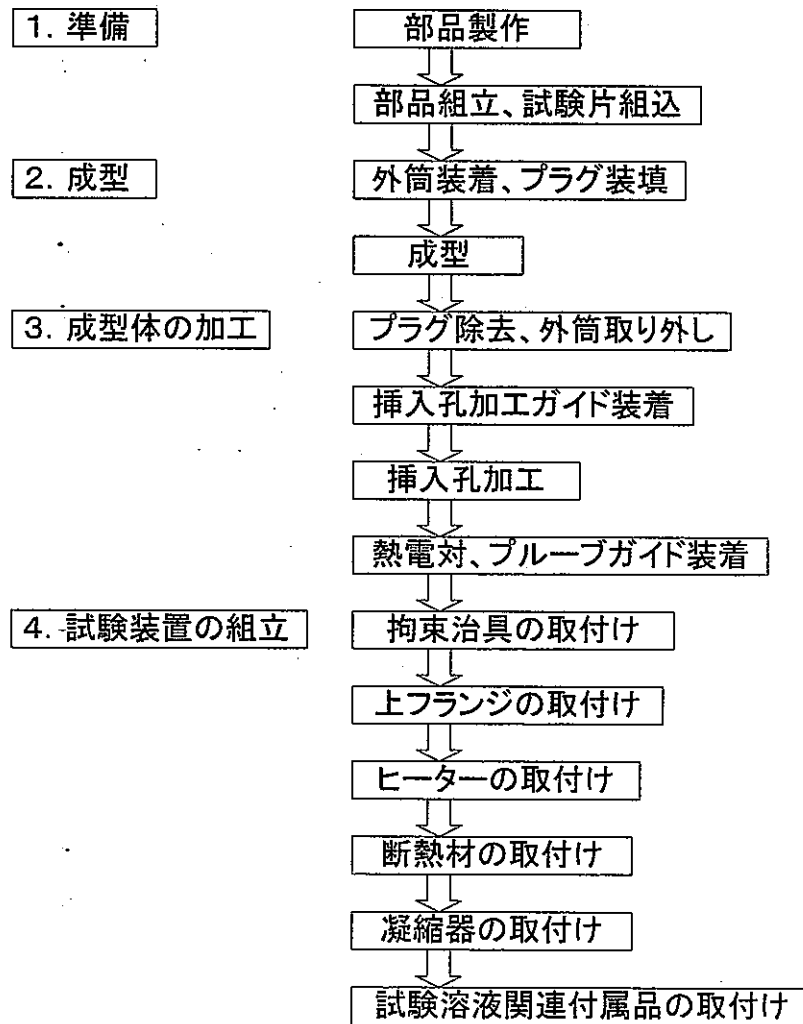 1. 準備
部品製作
部品組立、試験片組込
2. 成型
外筒装着、プラグ装填
成型
3. 成型体の加工
プラグ除去、外筒取り外し
挿入孔加工ガイド装着
挿入孔加工
熱電対、プルーブガイド装着
4. 試験装置の組立
拘束治具の取付け
上フランジの取付け
ヒーターの取付け
断熱材の取付け
凝縮器の取付け
試験溶液関連付属品の取付け